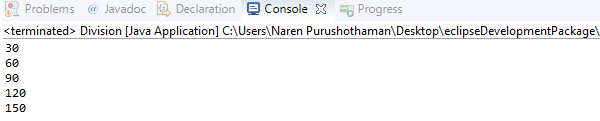 Problems @ Javadoc Declaration Console Progress
<terminated> Division [Java Application] C:\Users\Naren Purushothaman\Desktop\eclipseDevelopmentPackage\
30
60
90
120
150